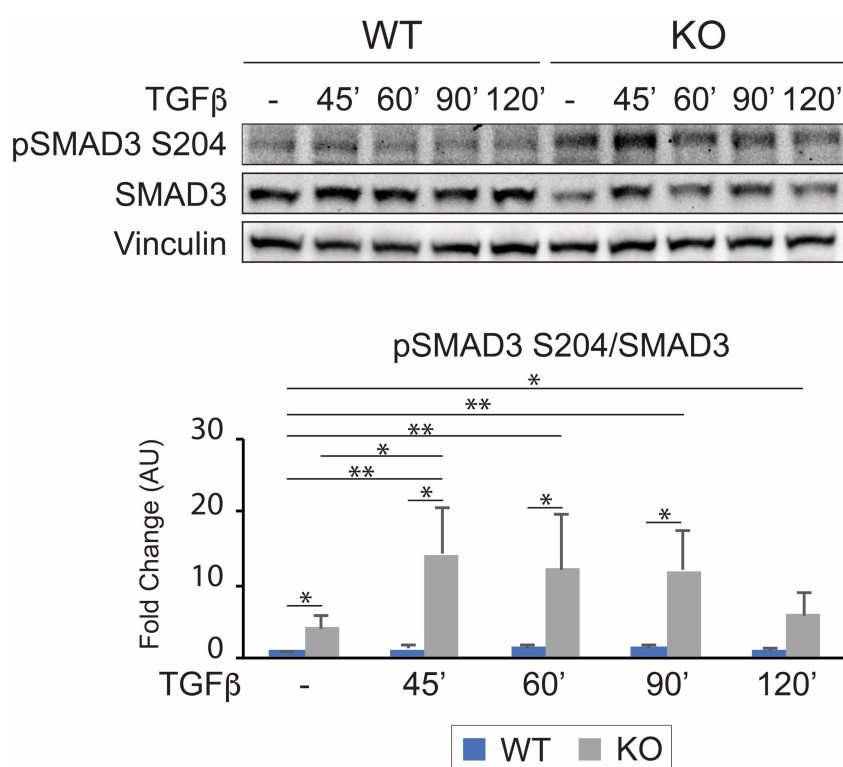 WT KO
TGFβ - 45’ 60’ 90’ 120’ - 45’ 60’ 90’ 120’
pSMAD3 S204
SMAD3
Vinculin
pSMAD3 S204/SMAD3
*
**
**
*
**
*
*
*
*
Fold Change (AU)
30
20
10
0
TGFβ - 45’ 60’ 90’ 120’
WT KO